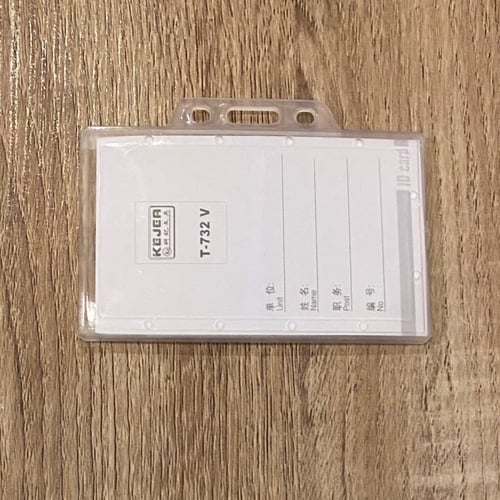 KEJEA
T-732 V
ID card
单 位:
Unit
姓 名:
Name
职 务:
Post
编 号:
No